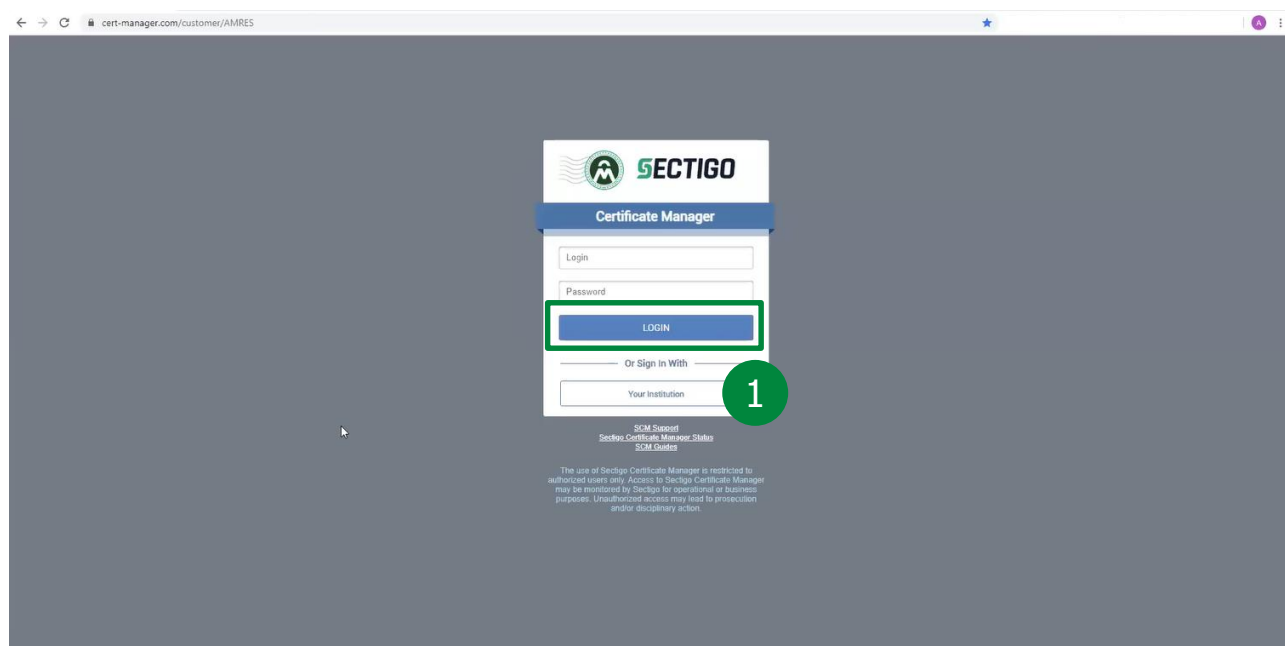 cert-manager.com/customer/AMRES
A
SECTIGO
Certificate Manager
Login
Password
LOGIN
Or Sign In With
Your Institution
1
SCM Support
Sectigo Certificate Manager Status
SCM Guides
The use of Sectigo Certificate Manager is restricted to
authorized users only. Access to Sectigo Certificate Manager
may be monitored by Sectigo for operational or business
purposes. Unauthorized access may lead to prosecution
and/or disciplinary action.